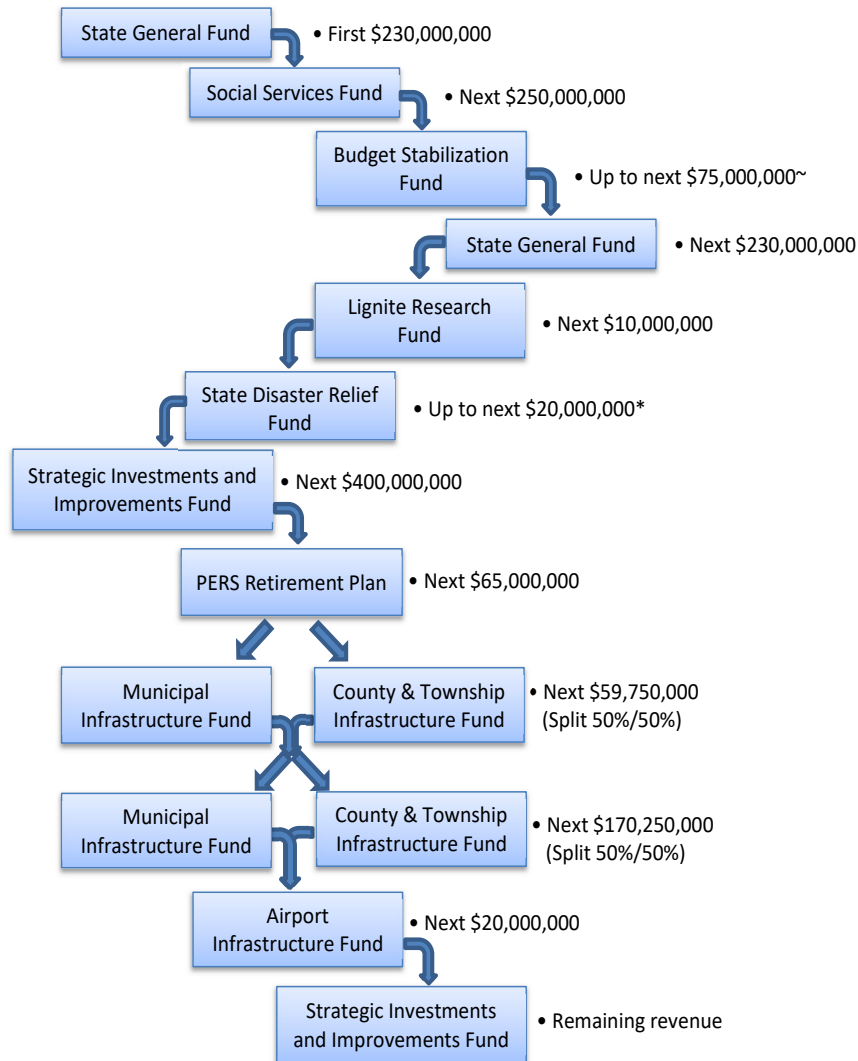 State General Fund
• First $230,000,000
Social Services Fund
• Next $250,000,000
Budget Stabilization
Fund
• Up to next $75,000,000~
State General Fund
• Next $230,000,000
Lignite Research
Fund
• Next $10,000,000
State Disaster Relief
Fund
• Up to next $20,000,000*
Strategic Investments and
Improvements Fund
• Next $400,000,000
PERS Retirement Plan
• Next $65,000,000
Municipal
Infrastructure Fund
County & Township
Infrastructure Fund
• Next $59,750,000
(Split 50%/50%)
Municipal
Infrastructure Fund
County & Township
Infrastructure Fund
• Next $170,250,000
(Split 50%/50%)
Airport
Infrastructure Fund
• Next $20,000,000
Strategic Investments
and Improvements Fund
• Remaining revenue